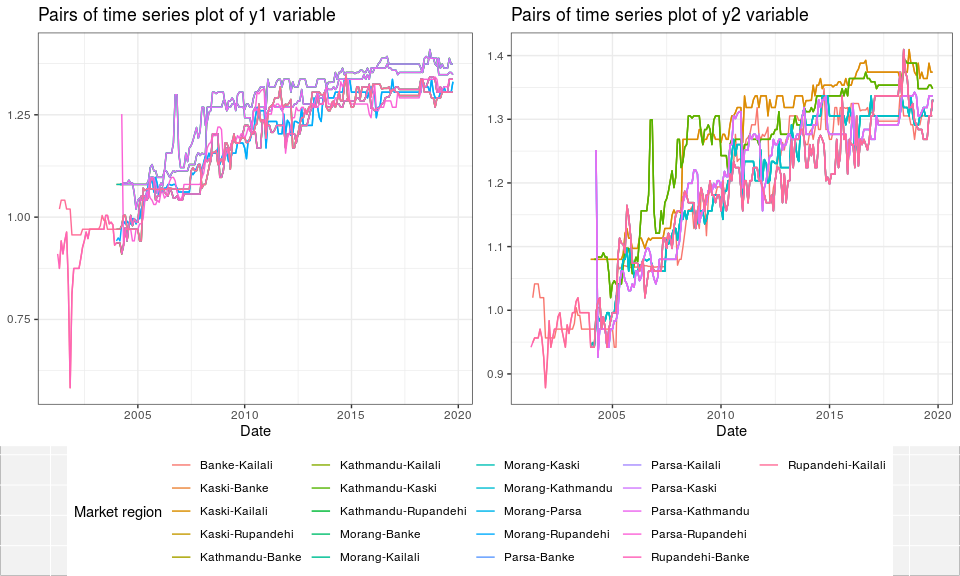 Pairs of time series plot of y1 variable
Pairs of time series plot of y2 variable
1.25
1.00
0.75
2005 2010 2015 2020
Date
1.4
1.3
1.2
1.1
1.0
0.9
2005 2010 2015 2020
Date
Market region
Banke-Kailali Kathmandu-Kailali Morang-Kaski Parsa-Kailali Rupandehi-Kailali
Kaski-Banke Kathmandu-Kaski Morang-Kathmandu Parsa-Kaski
Kaski-Kailali Kathmandu-Rupandehi Morang-Parsa Parsa-Kathmandu
Kaski-Rupandehi Morang-Banke Morang-Rupandehi Parsa-Rupandehi
Kathmandu-Banke Morang-Kailali Parsa-Banke Rupandehi-Banke